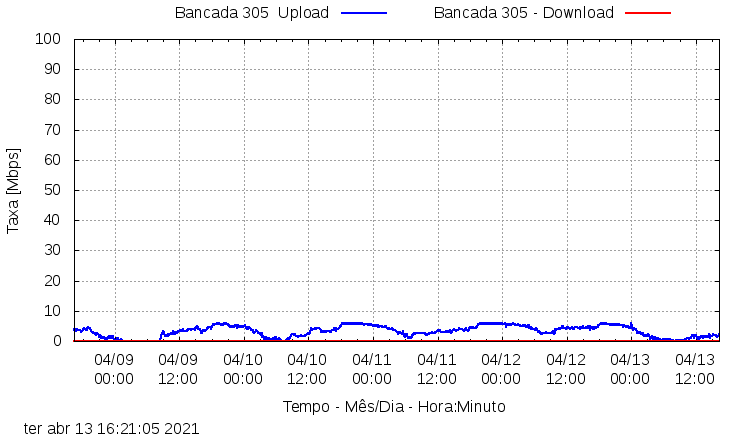 Bancada 305  Upload
Bancada 305 - Download
Taxa [Mbps]
100
90
80
70
60
50
40
30
20
10
0
04/09 04/09 04/10 04/10 04/11 04/11 04/12 04/12 04/13 04/13
00:00 12:00 00:00 12:00 00:00 12:00 00:00 12:00 00:00 12:00
Tempo - Mês/Dia - Hora:Minuto
ter abr 13 16:21:05 2021